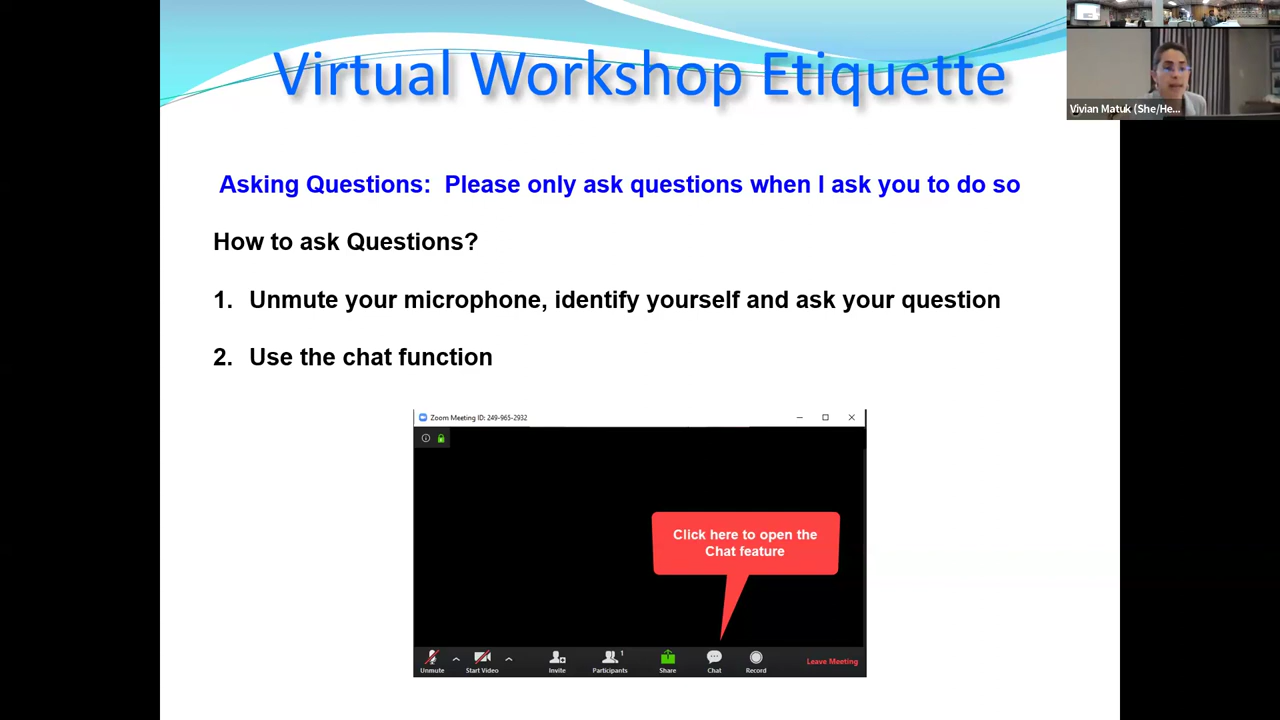 Virtual Workshop Etiquette
Vivian Matuk (She/He...
Asking Questions: Please only ask questions when I ask you to do so
How to ask Questions?
1. Unmute your microphone, identify yourself and ask your question
2. Use the chat function
Zoom Meeting ID: 249-965-2932
Click here to open the
Chat feature
1
Unmute Start Video Invite Participants Share Chat Record Leave Meeting